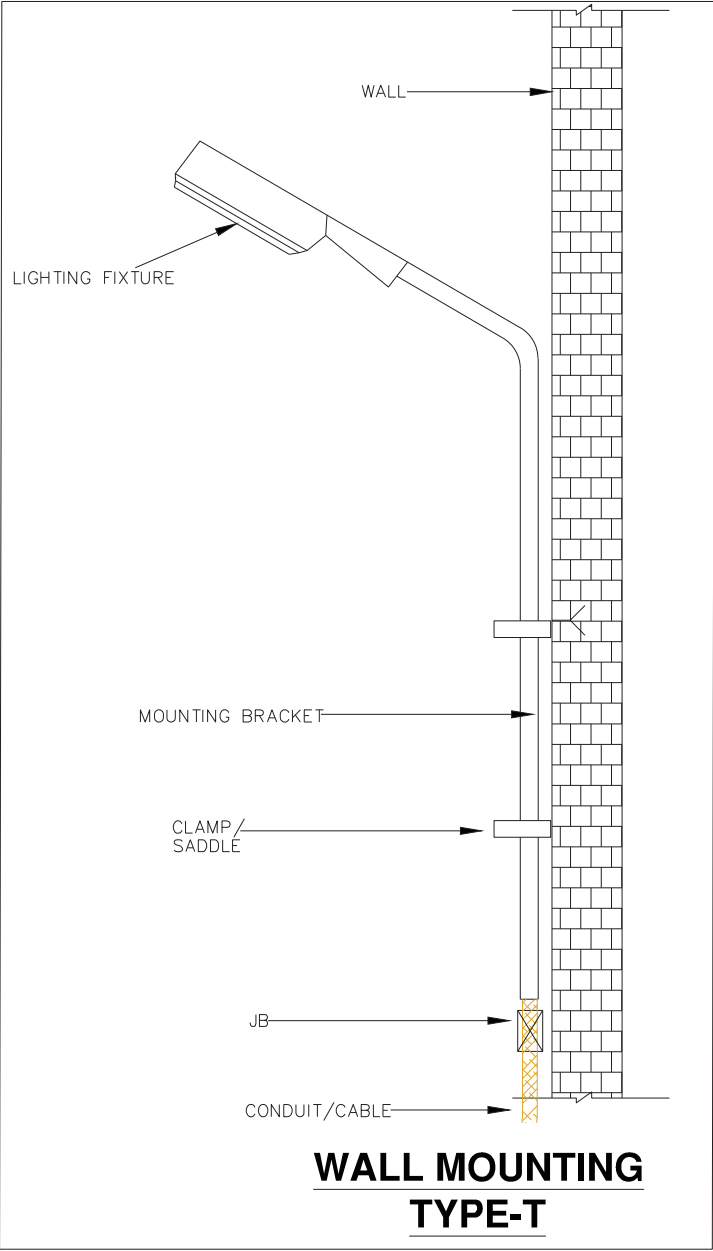 WALL
LIGHTING FIXTURE
MOUNTING BRACKET
CLAMP/
SADDLE
JB
CONDUIT/CABLE
WALL MOUNTING
TYPE-T